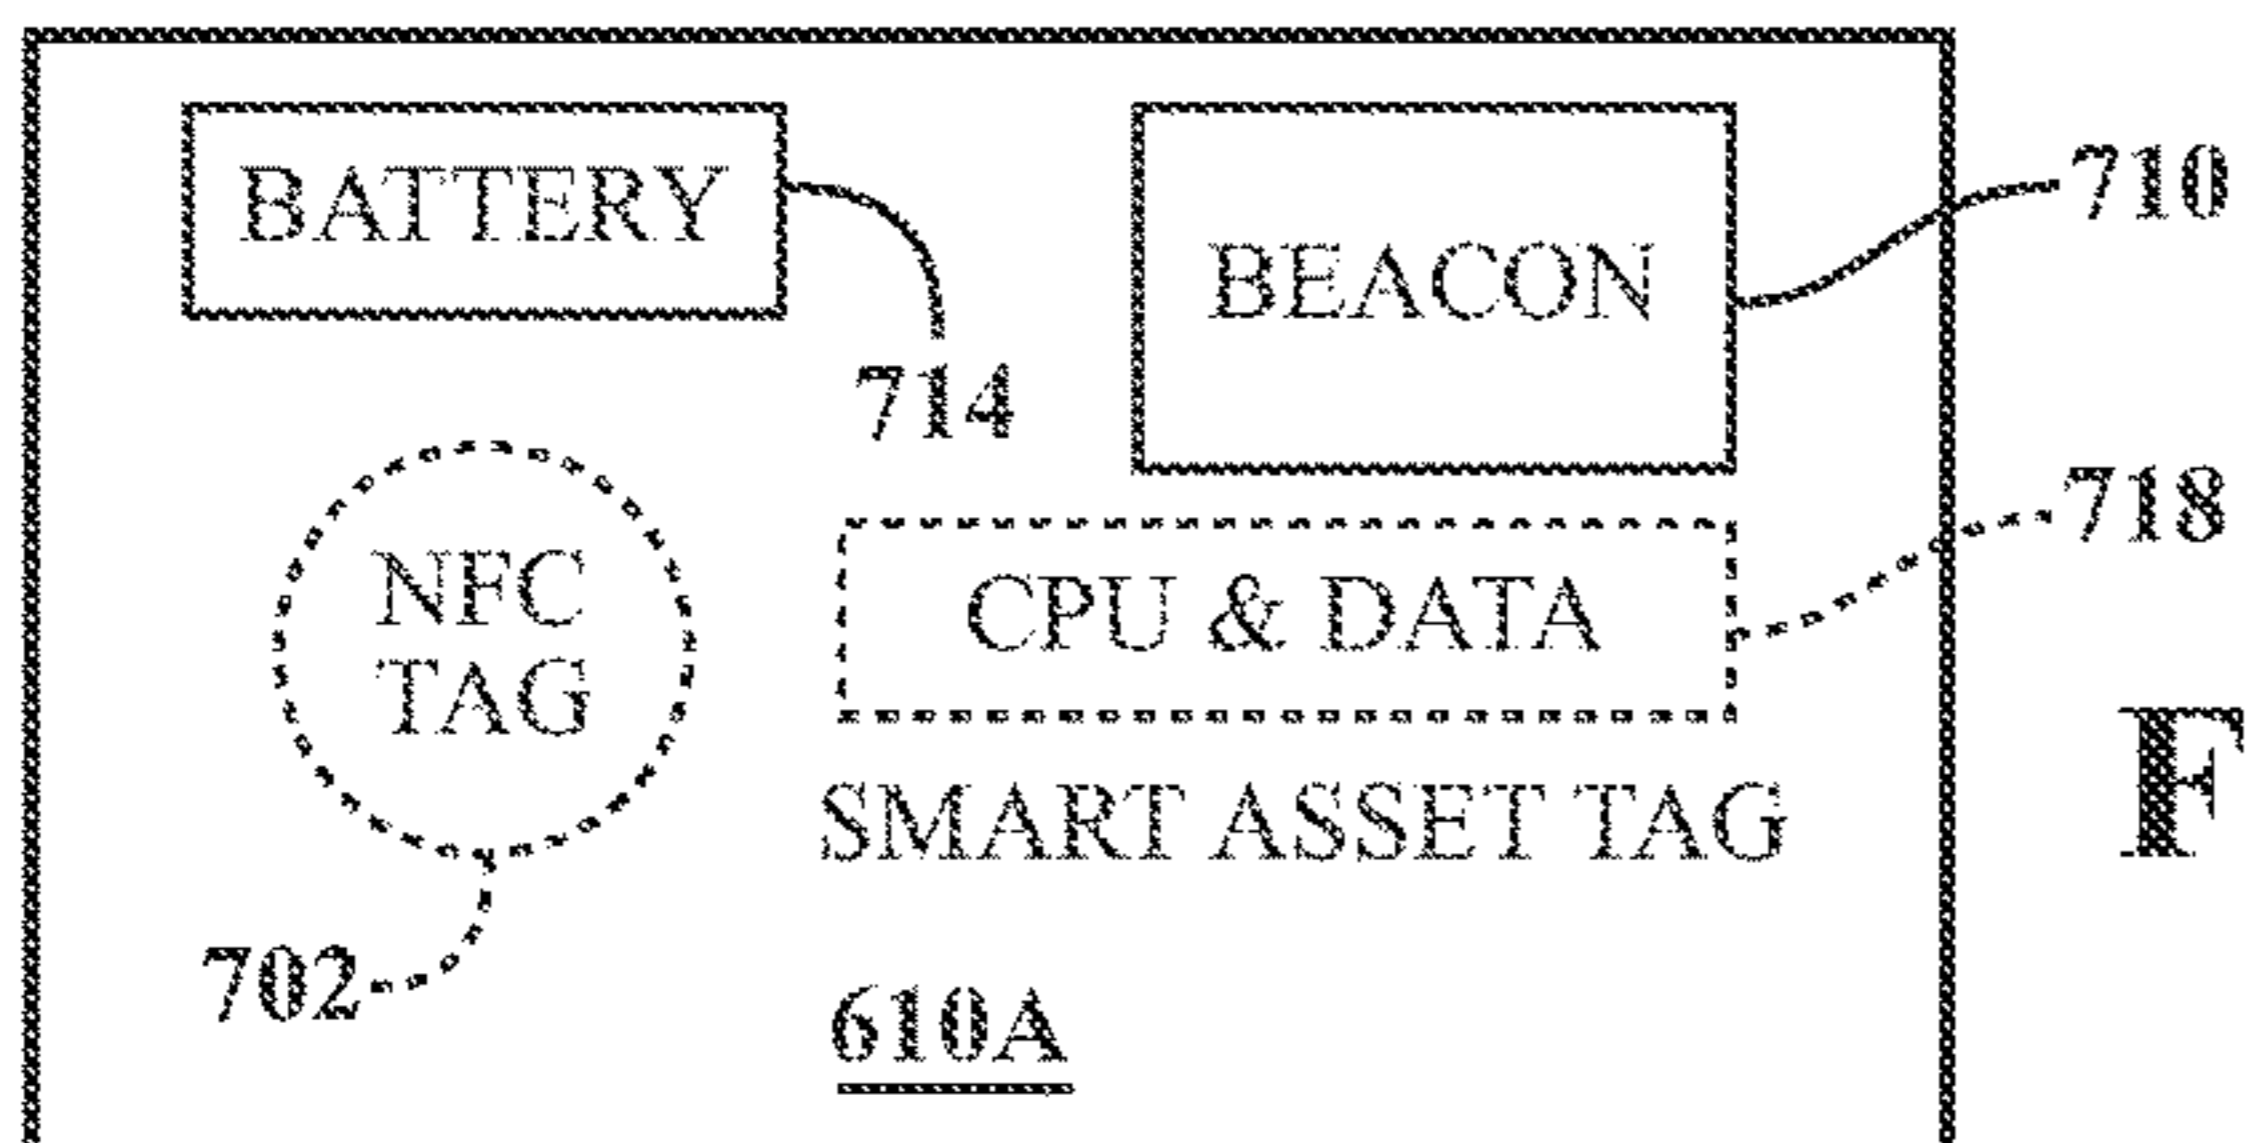 BATTERY
BEACON
710
714
NFC
TAG
CPU & DATA
718
SMART ASSET TAG
F
702
610A